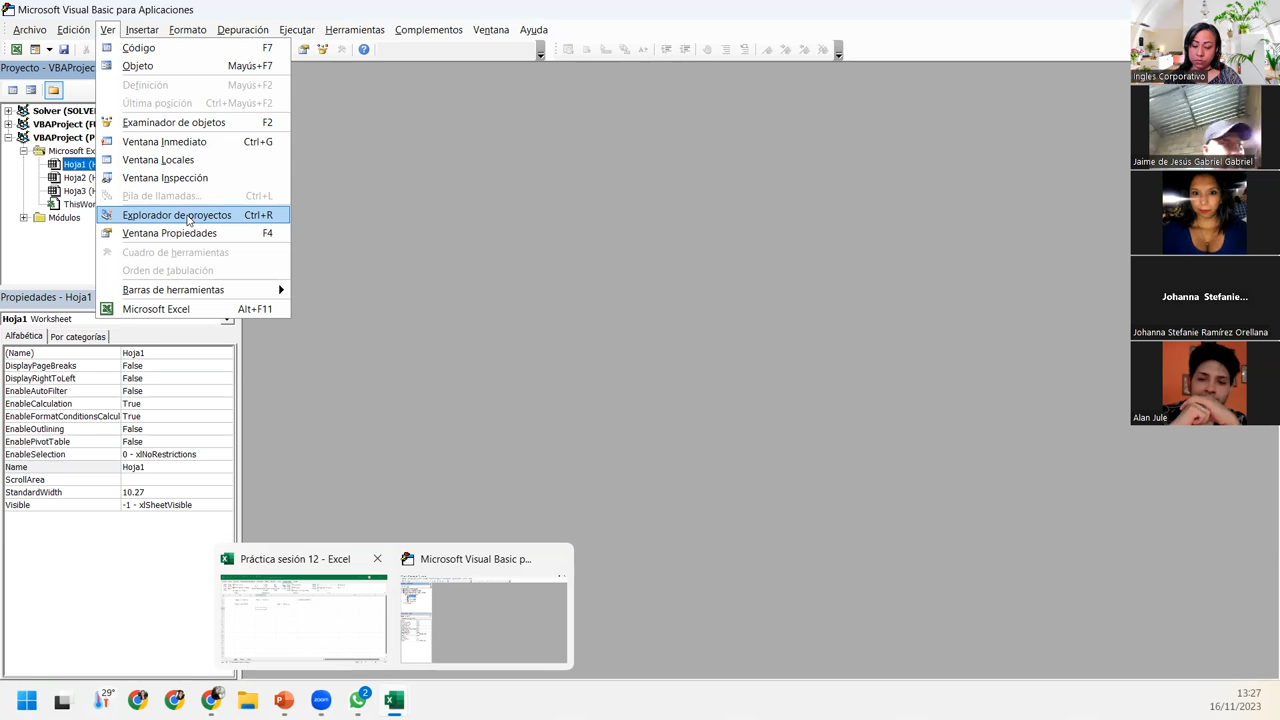 Microsoft Visual Basic para Aplicaciones
Archivo Edición Ver Insertar Formato Depuración Ejecutar Herramientas Complementos Ventana Ayuda
Proyecto - VBAProject
Solver (SOLVER
VBAProject (F
VBAProject (P
Microsoft Ex
Hoja1 (H
Hoja2 (H
Hoja3 (H
ThisWor
Módulos
Código F7
Objeto Mayús+F7
Definición Mayús+F2
Última posición Ctrl+Mayús+F2
Examinador de objetos F2
Ventana Inmediato Ctrl+G
Ventana Locales
Ventana Inspección
Pila de llamadas... Ctrl+L
Explorador de proyectos Ctrl+R
Ventana Propiedades F4
Cuadro de herramientas
Orden de tabulación
Barras de herramientas
Microsoft Excel Alt+F11
Propiedades - Hoja1
Hoja1 Worksheet
Alfabética Por categorías
(Name) Hoja1
DisplayPageBreaks False
DisplayRightToLeft False
EnableAutoFilter False
EnableCalculation True
EnableFormatConditionsCalcul True
EnableOutlining False
EnablePivotTable False
EnableSelection 0 - xlNoRestrictions
Name Hoja1
ScrollArea
StandardWidth 10.27
Visible -1 - xlSheetVisible
Práctica sesión 12 - Excel
Microsoft Visual Basic p...
Ingles Corporativo
Jaime de Jesús Gabriel Gabriel
Johanna Stefanie...
Johanna Stefanie Ramírez Orellana
Alan Jule
29°
zoom
2
13:27
16/11/2023